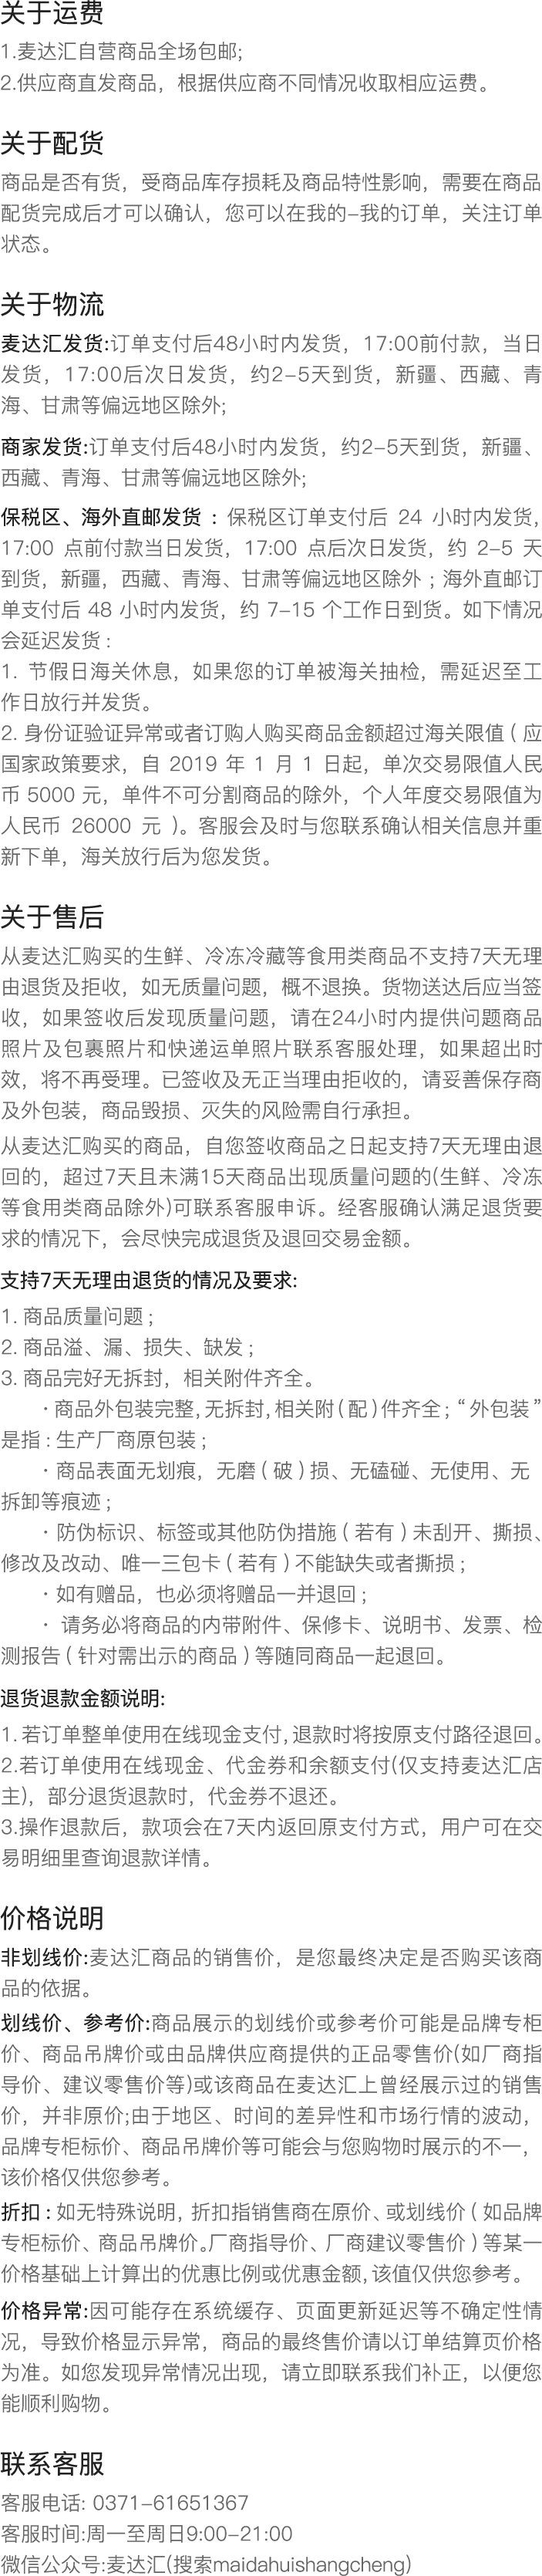 关于运费
1.麦达汇自营商品全场包邮;
2.供应商直发商品，根据供应商不同情况收取相应运费。
关于配货
商品是否有货，受商品库存损耗及商品特性影响，需要在商品
配货完成后才可以确认，您可以在我的-我的订单，关注订单
状态。
关于物流
麦达汇发货:订单支付后48小时内发货，17:00前付款，当日
发货，17:00后次日发货，约2-5天到货，新疆、西藏、青
海、甘肃等偏远地区除外;
商家发货:订单支付后48小时内发货，约2-5天到货，新疆、
西藏、青海、甘肃等偏远地区除外;
保税区、海外直邮发货 : 保税区订单支付后 24 小时内发货，
17:00 点前付款当日发货，17:00 点后次日发货，约 2-5 天
到货，新疆，西藏、青海、甘肃等偏远地区除外 ; 海外直邮订
单支付后 48 小时内发货，约 7-15 个工作日到货。如下情况
会延迟发货 :
1. 节假日海关休息，如果您的订单被海关抽检，需延迟至工
作日放行并发货。
2. 身份证验证异常或者订购人购买商品金额超过海关限值 ( 应
国家政策要求，自 2019 年 1 月 1 日起，单次交易限值人民
币 5000 元，单件不可分割商品的除外，个人年度交易限值为
人民币 26000 元 )。客服会及时与您联系确认相关信息并重
新下单，海关放行后为您发货。
关于售后
从麦达汇购买的生鲜、冷冻冷藏等食用类商品不支持7天无理
由退货及拒收，如无质量问题，概不退换。货物送达后应当签
收，如果签收后发现质量问题，请在24小时内提供问题商品
照片及包裹照片和快递运单照片联系客服处理，如果超出时
效，将不再受理。已签收及无正当理由拒收的，请妥善保存商
及外包装，商品毁损、灭失的风险需自行承担。
从麦达汇购买的商品，自您签收商品之日起支持7天无理由退
回的，超过7天且未满15天商品出现质量问题的(生鲜、冷冻
等食用类商品除外)可联系客服申诉。经客服确认满足退货要
求的情况下，会尽快完成退货及退回交易金额。
支持7天无理由退货的情况及要求:
1. 商品质量问题 ;
2. 商品溢、漏、损失、缺发 ;
3. 商品完好无拆封，相关附件齐全。
· 商品外包装完整, 无拆封, 相关附 ( 配 ) 件齐全 ; “ 外包装 ”
是指 : 生产厂商原包装 ;
· 商品表面无划痕，无磨 ( 破 ) 损、无磕碰、无使用、无
拆卸等痕迹 ;
· 防伪标识、标签或其他防伪措施 ( 若有 ) 未刮开、撕损、
修改及改动、唯一三包卡 ( 若有 ) 不能缺失或者撕损 ;
· 如有赠品，也必须将赠品一并退回 ;
· 请务必将商品的内带附件、保修卡、说明书、发票、检
测报告 ( 针对需出示的商品 ) 等随同商品一起退回。
退货退款金额说明:
1. 若订单整单使用在线现金支付, 退款时将按原支付路径退回。
2.若订单使用在线现金、代金券和余额支付(仅支持麦达汇店
主)，部分退货退款时，代金券不退还。
3.操作退款后，款项会在7天内返回原支付方式，用户可在交
易明细里查询退款详情。
价格说明
非划线价:麦达汇商品的销售价，是您最终决定是否购买该商
品的依据。
划线价、参考价:商品展示的划线价或参考价可能是品牌专柜
价、商品吊牌价或由品牌供应商提供的正品零售价(如厂商指
导价、建议零售价等)或该商品在麦达汇上曾经展示过的销售
价，并非原价;由于地区、时间的差异性和市场行情的波动，
品牌专柜标价、商品吊牌价等可能会与您购物时展示的不一，
该价格仅供您参考。
折扣 : 如无特殊说明, 折扣指销售商在原价、或划线价 ( 如品牌
专柜标价、商品吊牌价。厂商指导价、厂商建议零售价 ) 等某一
价格基础上计算出的优惠比例或优惠金额, 该值仅供您参考。
价格异常:因可能存在系统缓存、页面更新延迟等不确定性情
况，导致价格显示异常，商品的最终售价请以订单结算页价格
为准。如您发现异常情况出现，请立即联系我们补正，以便您
能顺利购物。
联系客服
客服电话: 0371-61651367
客服时间:周一至周日9:00-21:00
微信公众号:麦达汇(搜索maidahuishangcheng)